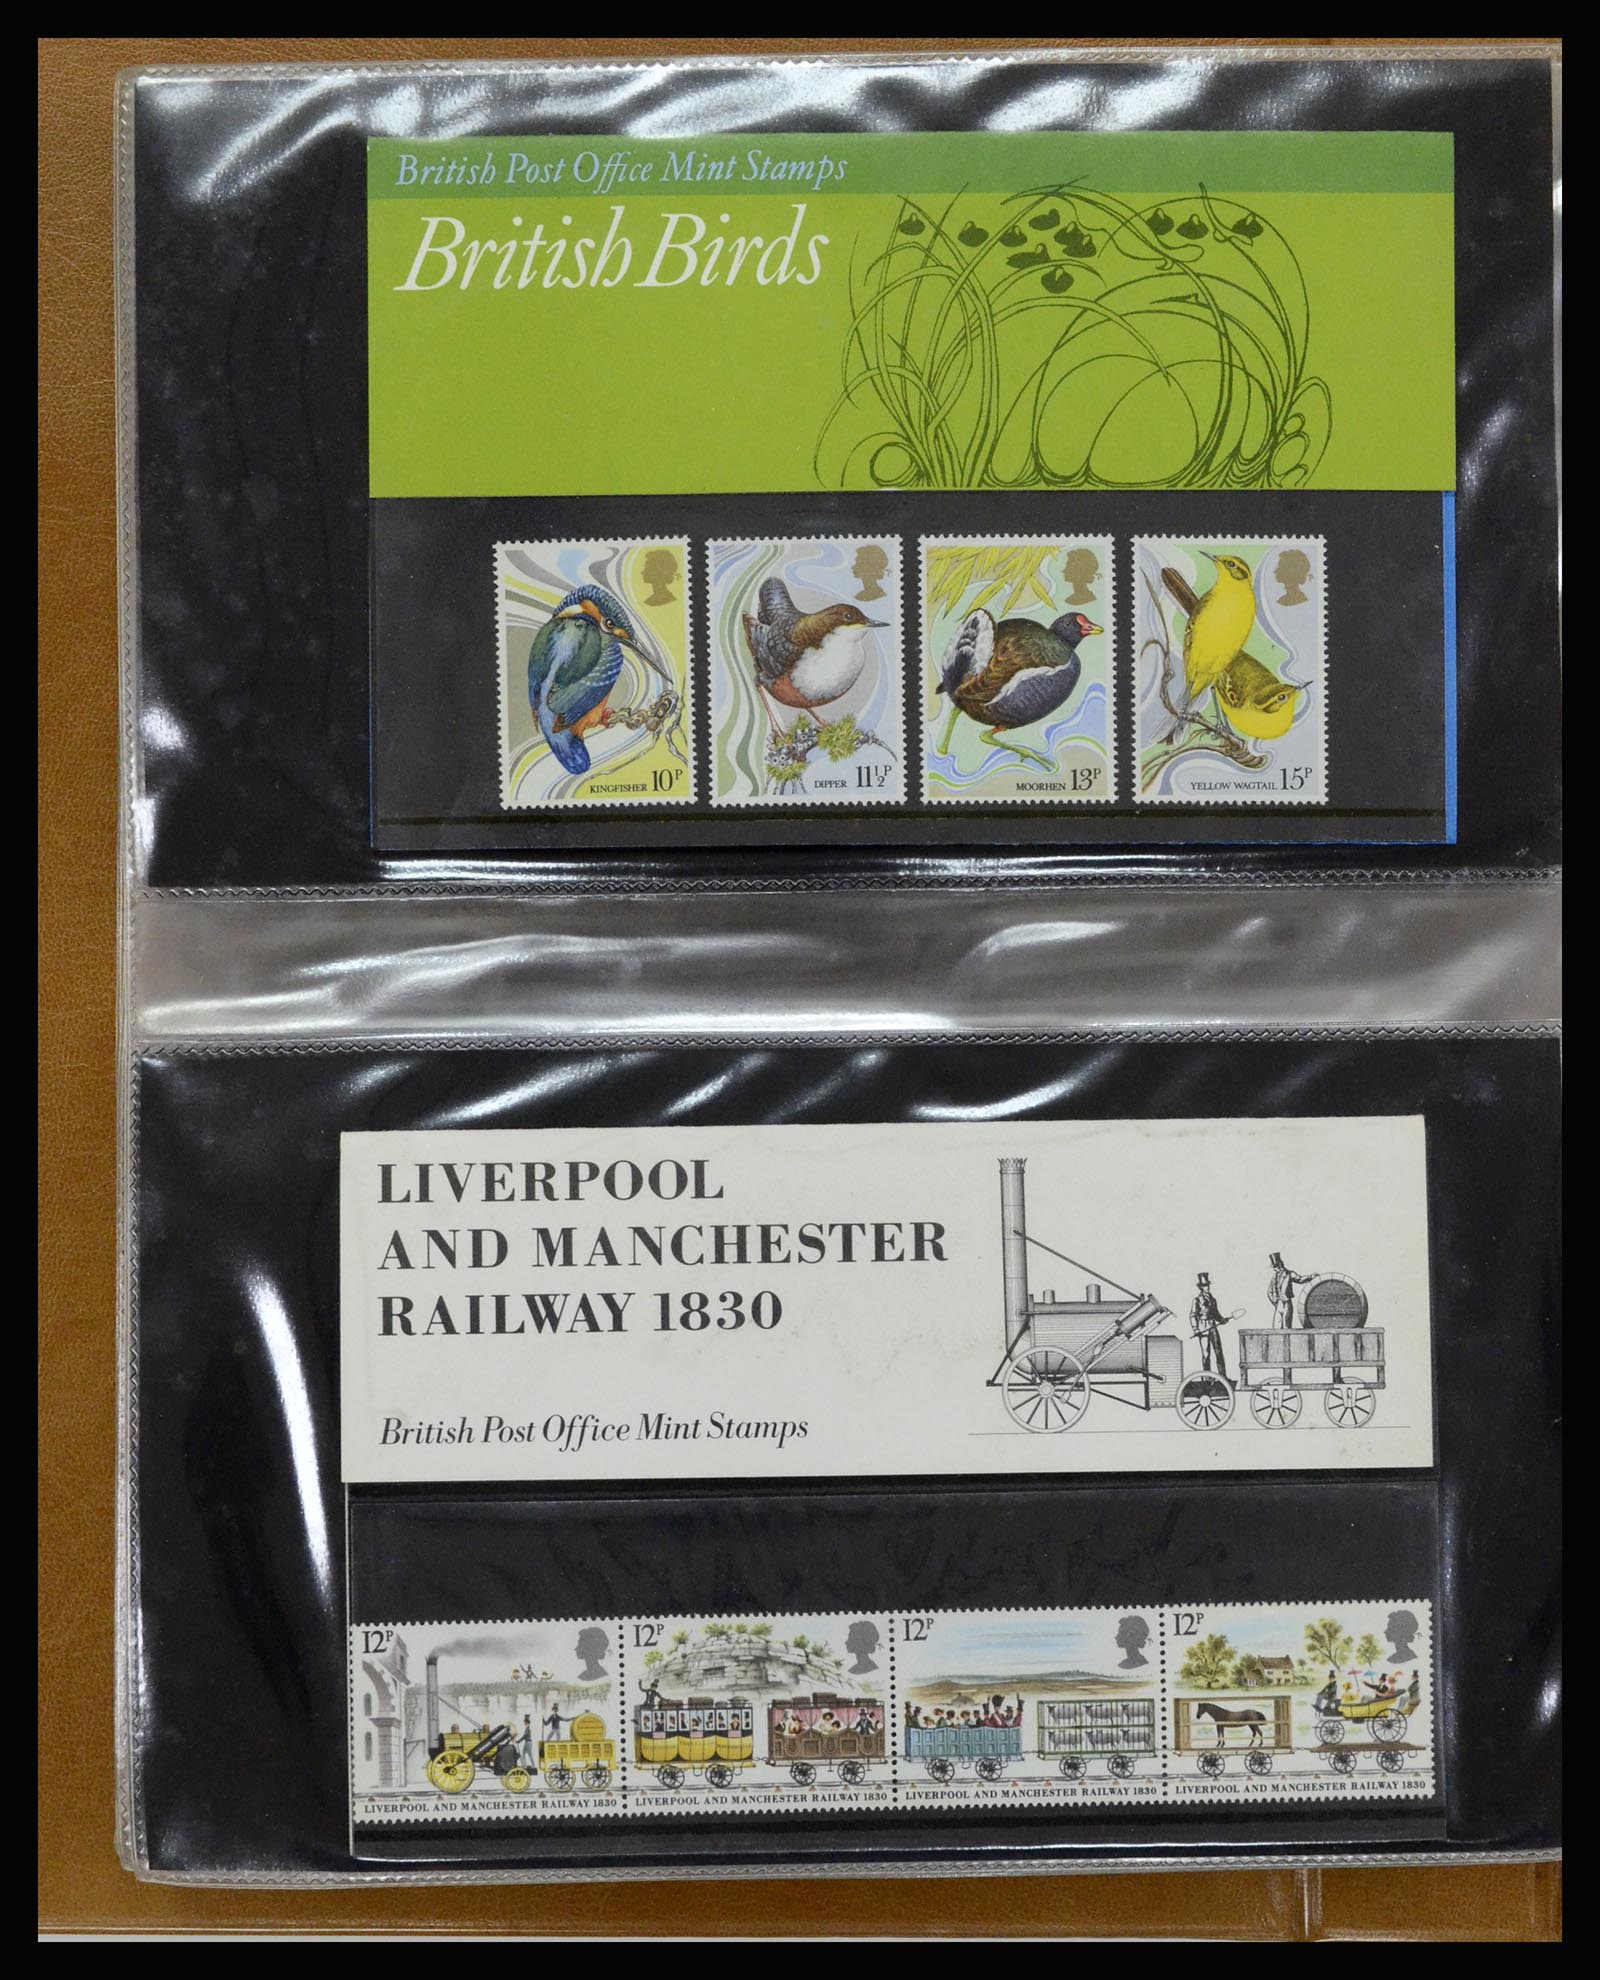 British Post Office Mint Stamps
British Birds
KINGFISHER 10P
DIPPER 11½P
MOORHEN 13P
YELLOW WAGTAIL 15P
LIVERPOOL
AND MANCHESTER
RAILWAY 1830
British Post Office Mint Stamps
12P
12P
12P
12P
LIVERPOOL AND MANCHESTER RAILWAY 1830
LIVERPOOL AND MANCHESTER RAILWAY 1830
LIVERPOOL AND MANCHESTER RAILWAY 1830
LIVERPOOL AND MANCHESTER RAILWAY 1830